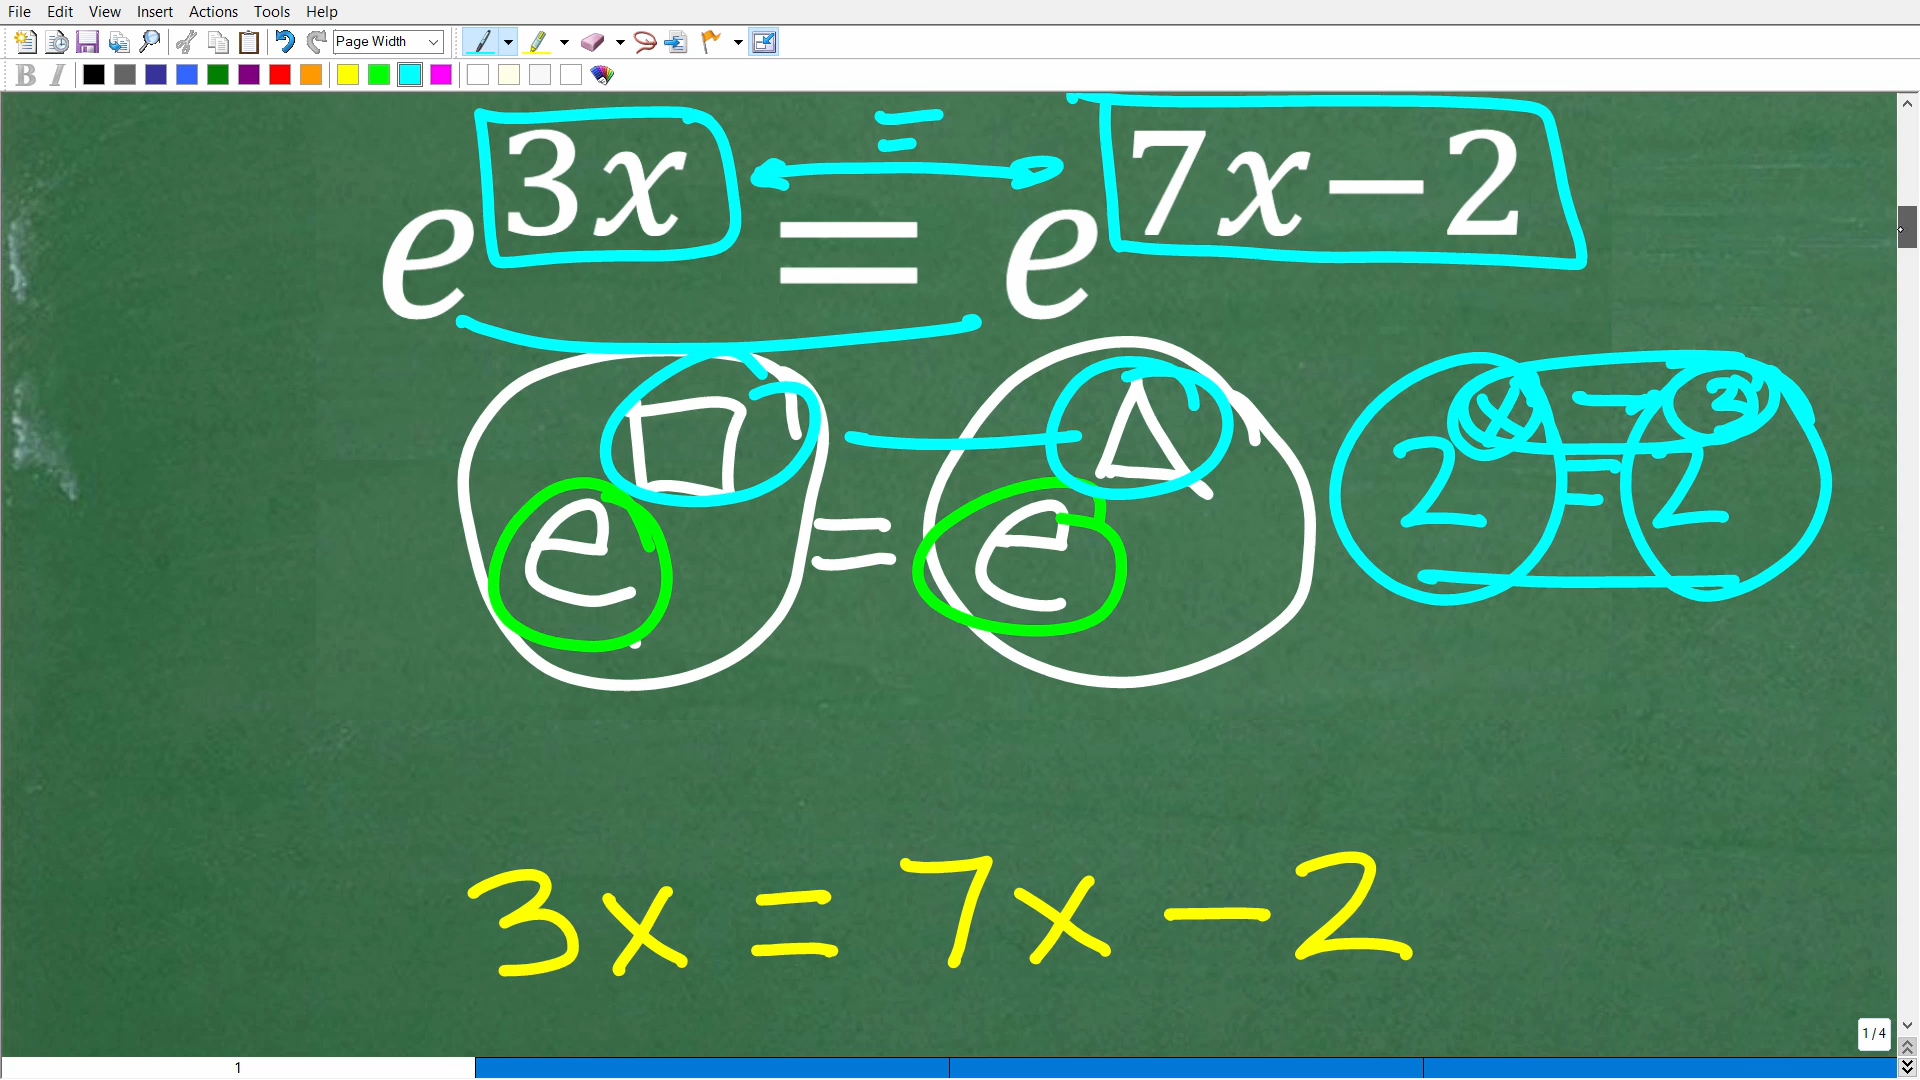 File Edit View Insert Actions Tools Help
Page Width
B I
e^{3x} = e^{7x-2}
=
e^□ = e^Δ
2^x = 2^3
3x = 7x - 2
1 / 4
1